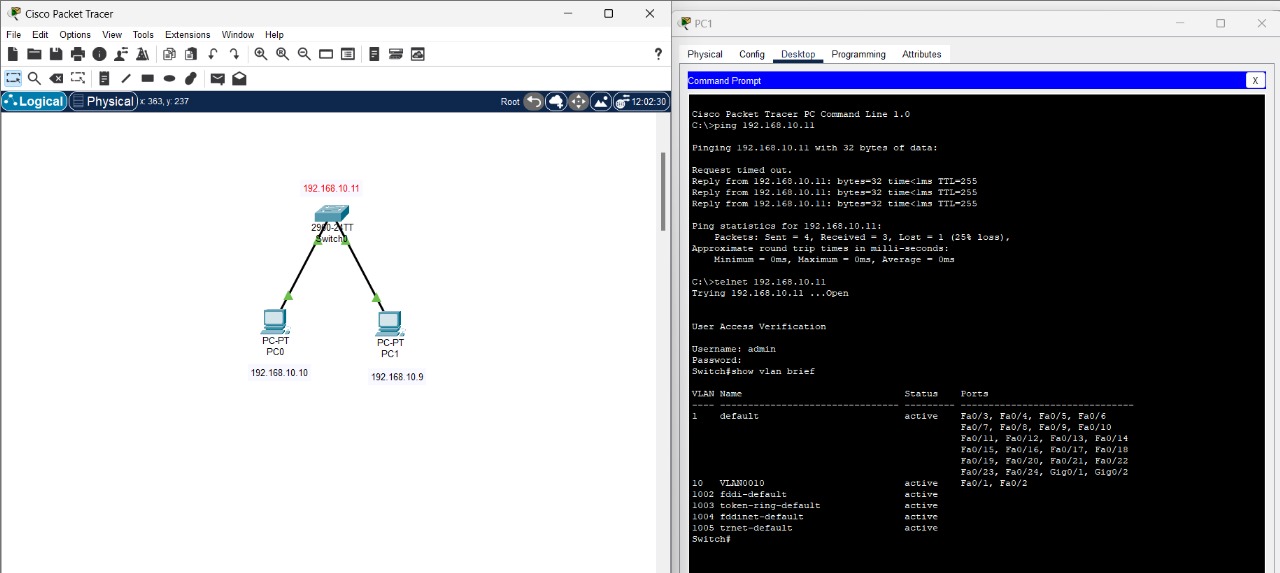 Cisco Packet Tracer
File Edit Options View Tools Extensions Window Help
?
Logical Physical x: 363, y: 237 Root 12:02:30
192.168.10.11
2960-24TT
Switch0
PC-PT
PC0
192.168.10.10
PC-PT
PC1
192.168.10.9
PC1
Physical Config Desktop Programming Attributes
Command Prompt X
Cisco Packet Tracer PC Command Line 1.0
C:\>ping 192.168.10.11
Pinging 192.168.10.11 with 32 bytes of data:
Request timed out.
Reply from 192.168.10.11: bytes=32 time<1ms TTL=255
Reply from 192.168.10.11: bytes=32 time<1ms TTL=255
Reply from 192.168.10.11: bytes=32 time<1ms TTL=255
Ping statistics for 192.168.10.11:
Packets: Sent = 4, Received = 3, Lost = 1 (25% loss),
Approximate round trip times in milli-seconds:
Minimum = 0ms, Maximum = 0ms, Average = 0ms
C:\>telnet 192.168.10.11
Trying 192.168.10.11 ...Open
User Access Verification
Username: admin
Password:
Switch#show vlan brief
VLAN Name Status Ports
---- -------------------------------- --------- -------------------------------
1 default active Fa0/3, Fa0/4, Fa0/5, Fa0/6
Fa0/7, Fa0/8, Fa0/9, Fa0/10
Fa0/11, Fa0/12, Fa0/13, Fa0/14
Fa0/15, Fa0/16, Fa0/17, Fa0/18
Fa0/19, Fa0/20, Fa0/21, Fa0/22
Fa0/23, Fa0/24, Gig0/1, Gig0/2
10 VLAN0010 active Fa0/1, Fa0/2
1002 fddi-default active
1003 token-ring-default active
1004 fddinet-default active
1005 trnet-default active
Switch#